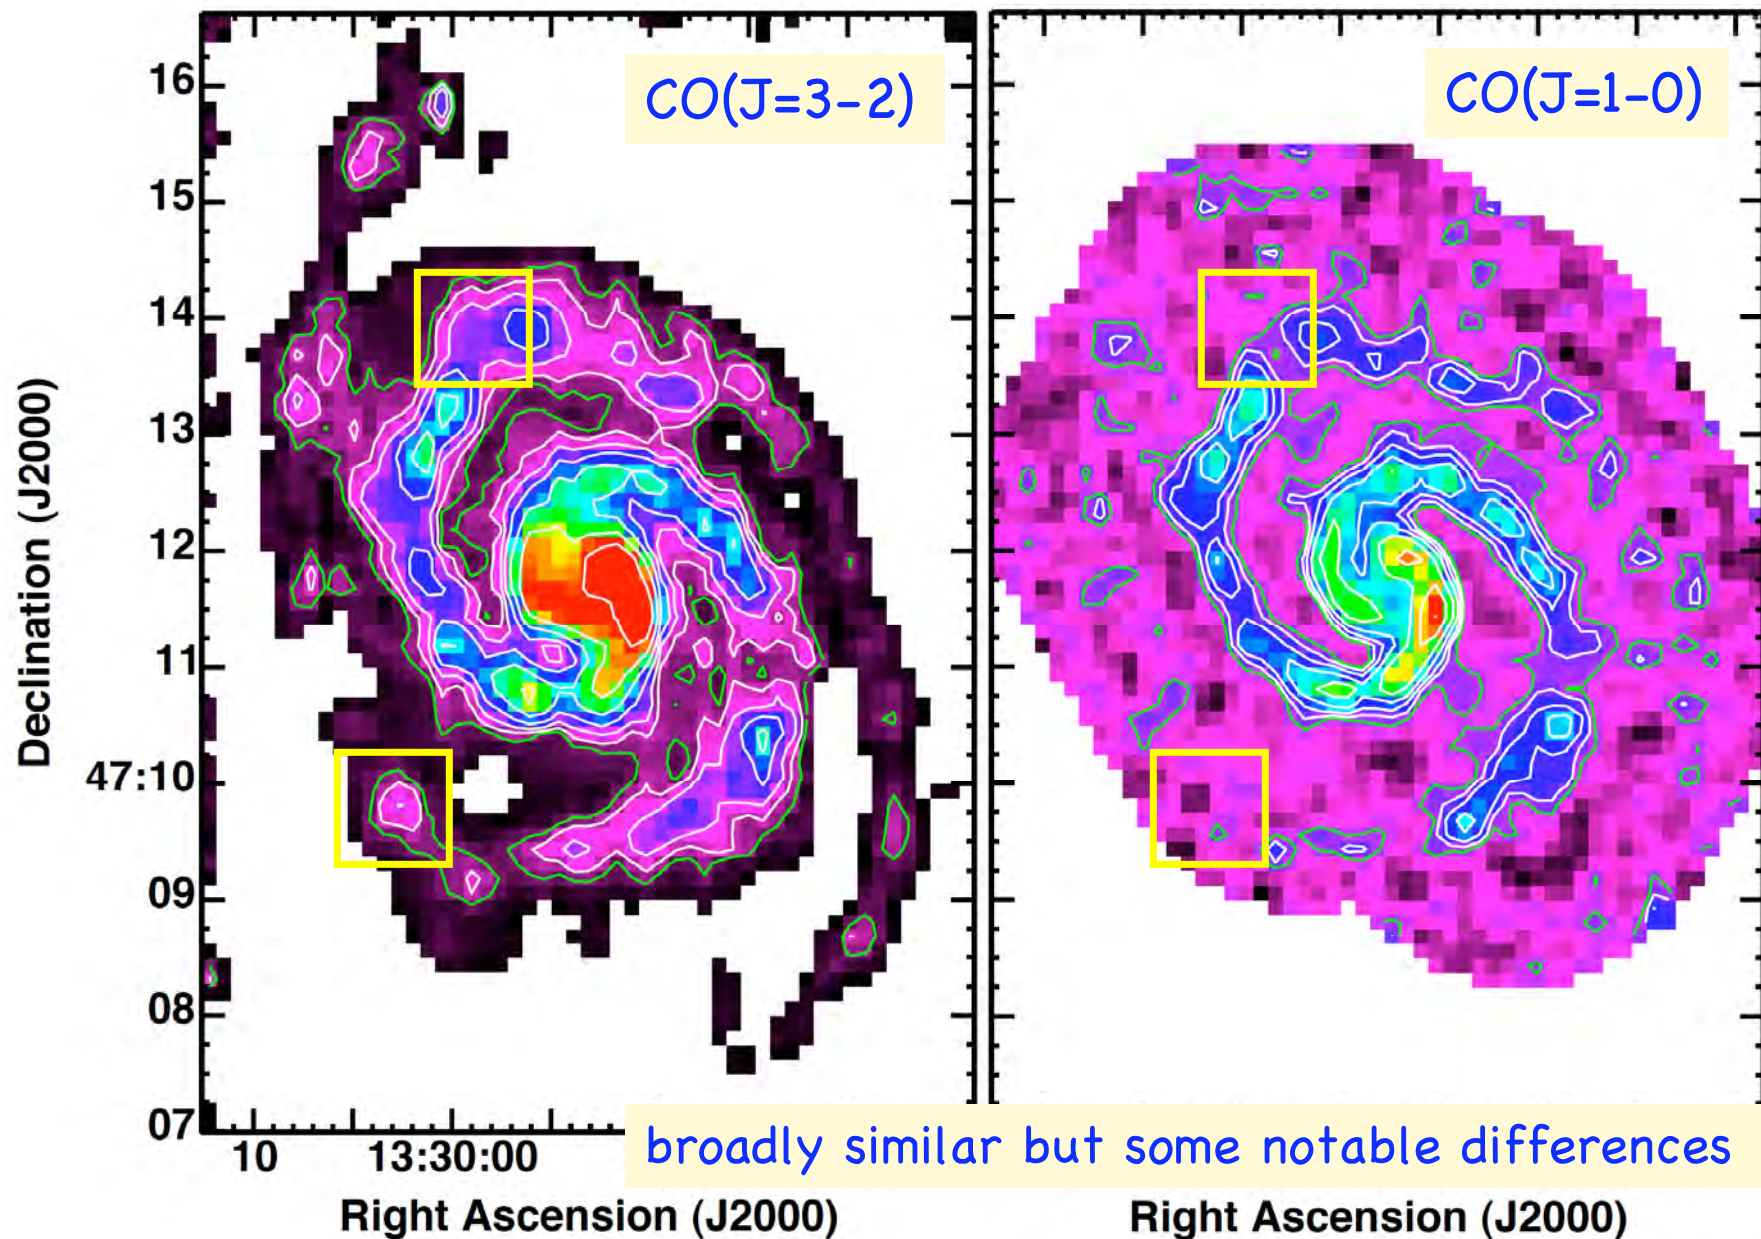 CO(J=3-2)
CO(J=1-0)
16
15
14
13
12
11
47:10
09
08
07
Declination (J2000)
10
13:30:00
broadly similar but some notable differences
Right Ascension (J2000)
Right Ascension (J2000)